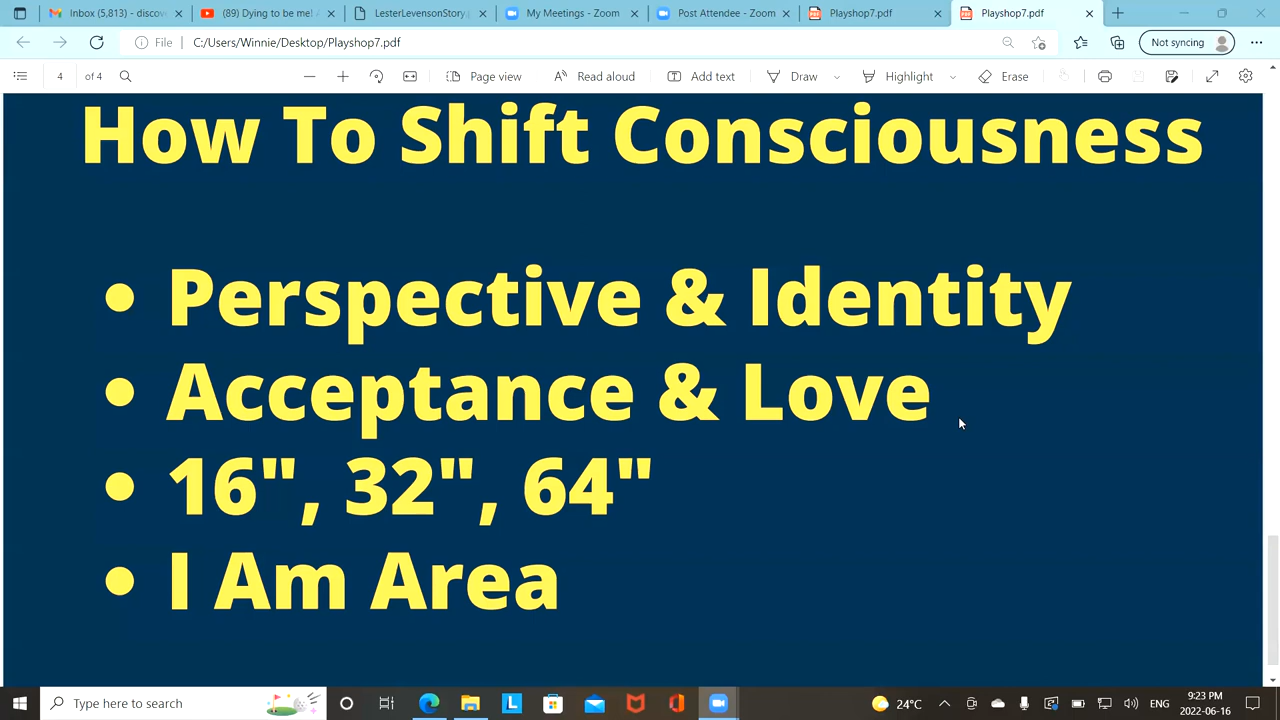 Inbox (5,813) - discov
(89) Dying to be me! A
LesterLevensonStory.
My Meetings - Zoom
Post Attendee - Zoom
Playshop7.pdf
Playshop7.pdf
File
C:/Users/Winnie/Desktop/Playshop7.pdf
Not syncing
4 of 4
Page view
Read aloud
Add text
Draw
Highlight
Erase
How To Shift Consciousness
• Perspective & Identity
• Acceptance & Love
• 16", 32", 64"
• I Am Area
Type here to search
24°C
ENG
9:23 PM
2022-06-16